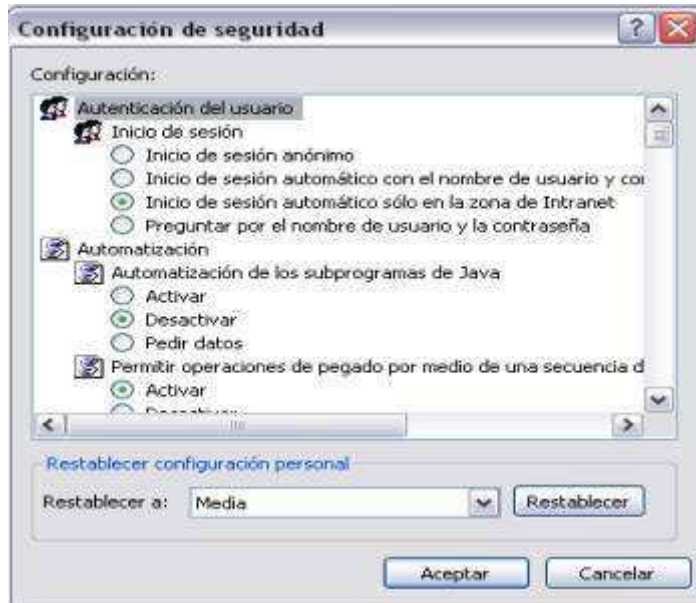 Configuración de seguridad
Configuración:
Autenticación del usuario
Inicio de sesión
Inicio de sesión anónimo
Inicio de sesión automático con el nombre de usuario y con
Inicio de sesión automático sólo en la zona de Intranet
Preguntar por el nombre de usuario y la contraseña
Automatización
Automatización de los subprogramas de Java
Activar
Desactivar
Pedir datos
Permitir operaciones de pegado por medio de una secuencia d
Activar
Restablecer configuración personal
Restablecer a: Media Restablecer
Aceptar Cancelar